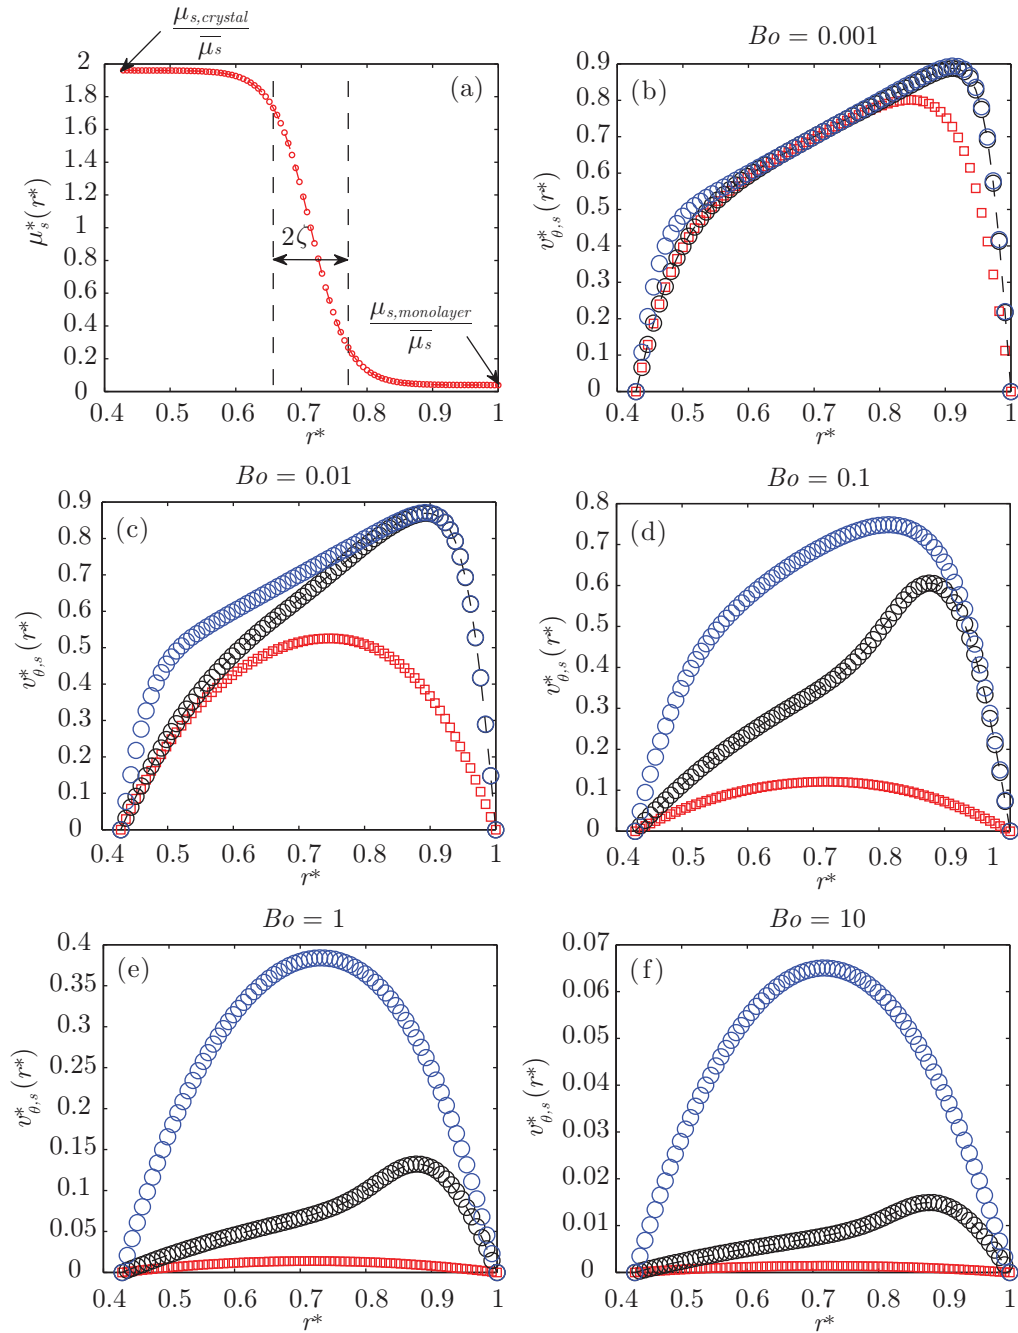 μs,crystal
μs
2
1.8
1.6
1.4
1.2
1
0.8
0.6
0.4
0.2
0
(a)
2ζ
μs,monolayer
μs
μ*s(r*)
0.4 0.5 0.6 0.7 0.8 0.9 1
r*
Bo = 0.001
0.9
0.8
0.7
0.6
0.5
0.4
0.3
0.2
0.1
0
(b)
v*θ,s(r*)
0.4 0.5 0.6 0.7 0.8 0.9 1
r*
Bo = 0.01
0.9
0.8
0.7
0.6
0.5
0.4
0.3
0.2
0.1
0
(c)
v*θ,s(r*)
0.4 0.5 0.6 0.7 0.8 0.9 1
r*
Bo = 0.1
0.8
0.7
0.6
0.5
0.4
0.3
0.2
0.1
0
(d)
v*θ,s(r*)
0.4 0.5 0.6 0.7 0.8 0.9 1
r*
Bo = 1
0.4
0.35
0.3
0.25
0.2
0.15
0.1
0.05
0
(e)
v*θ,s(r*)
0.4 0.5 0.6 0.7 0.8 0.9 1
r*
Bo = 10
0.07
0.06
0.05
0.04
0.03
0.02
0.01
0
(f)
v*θ,s(r*)
0.4 0.5 0.6 0.7 0.8 0.9 1
r*